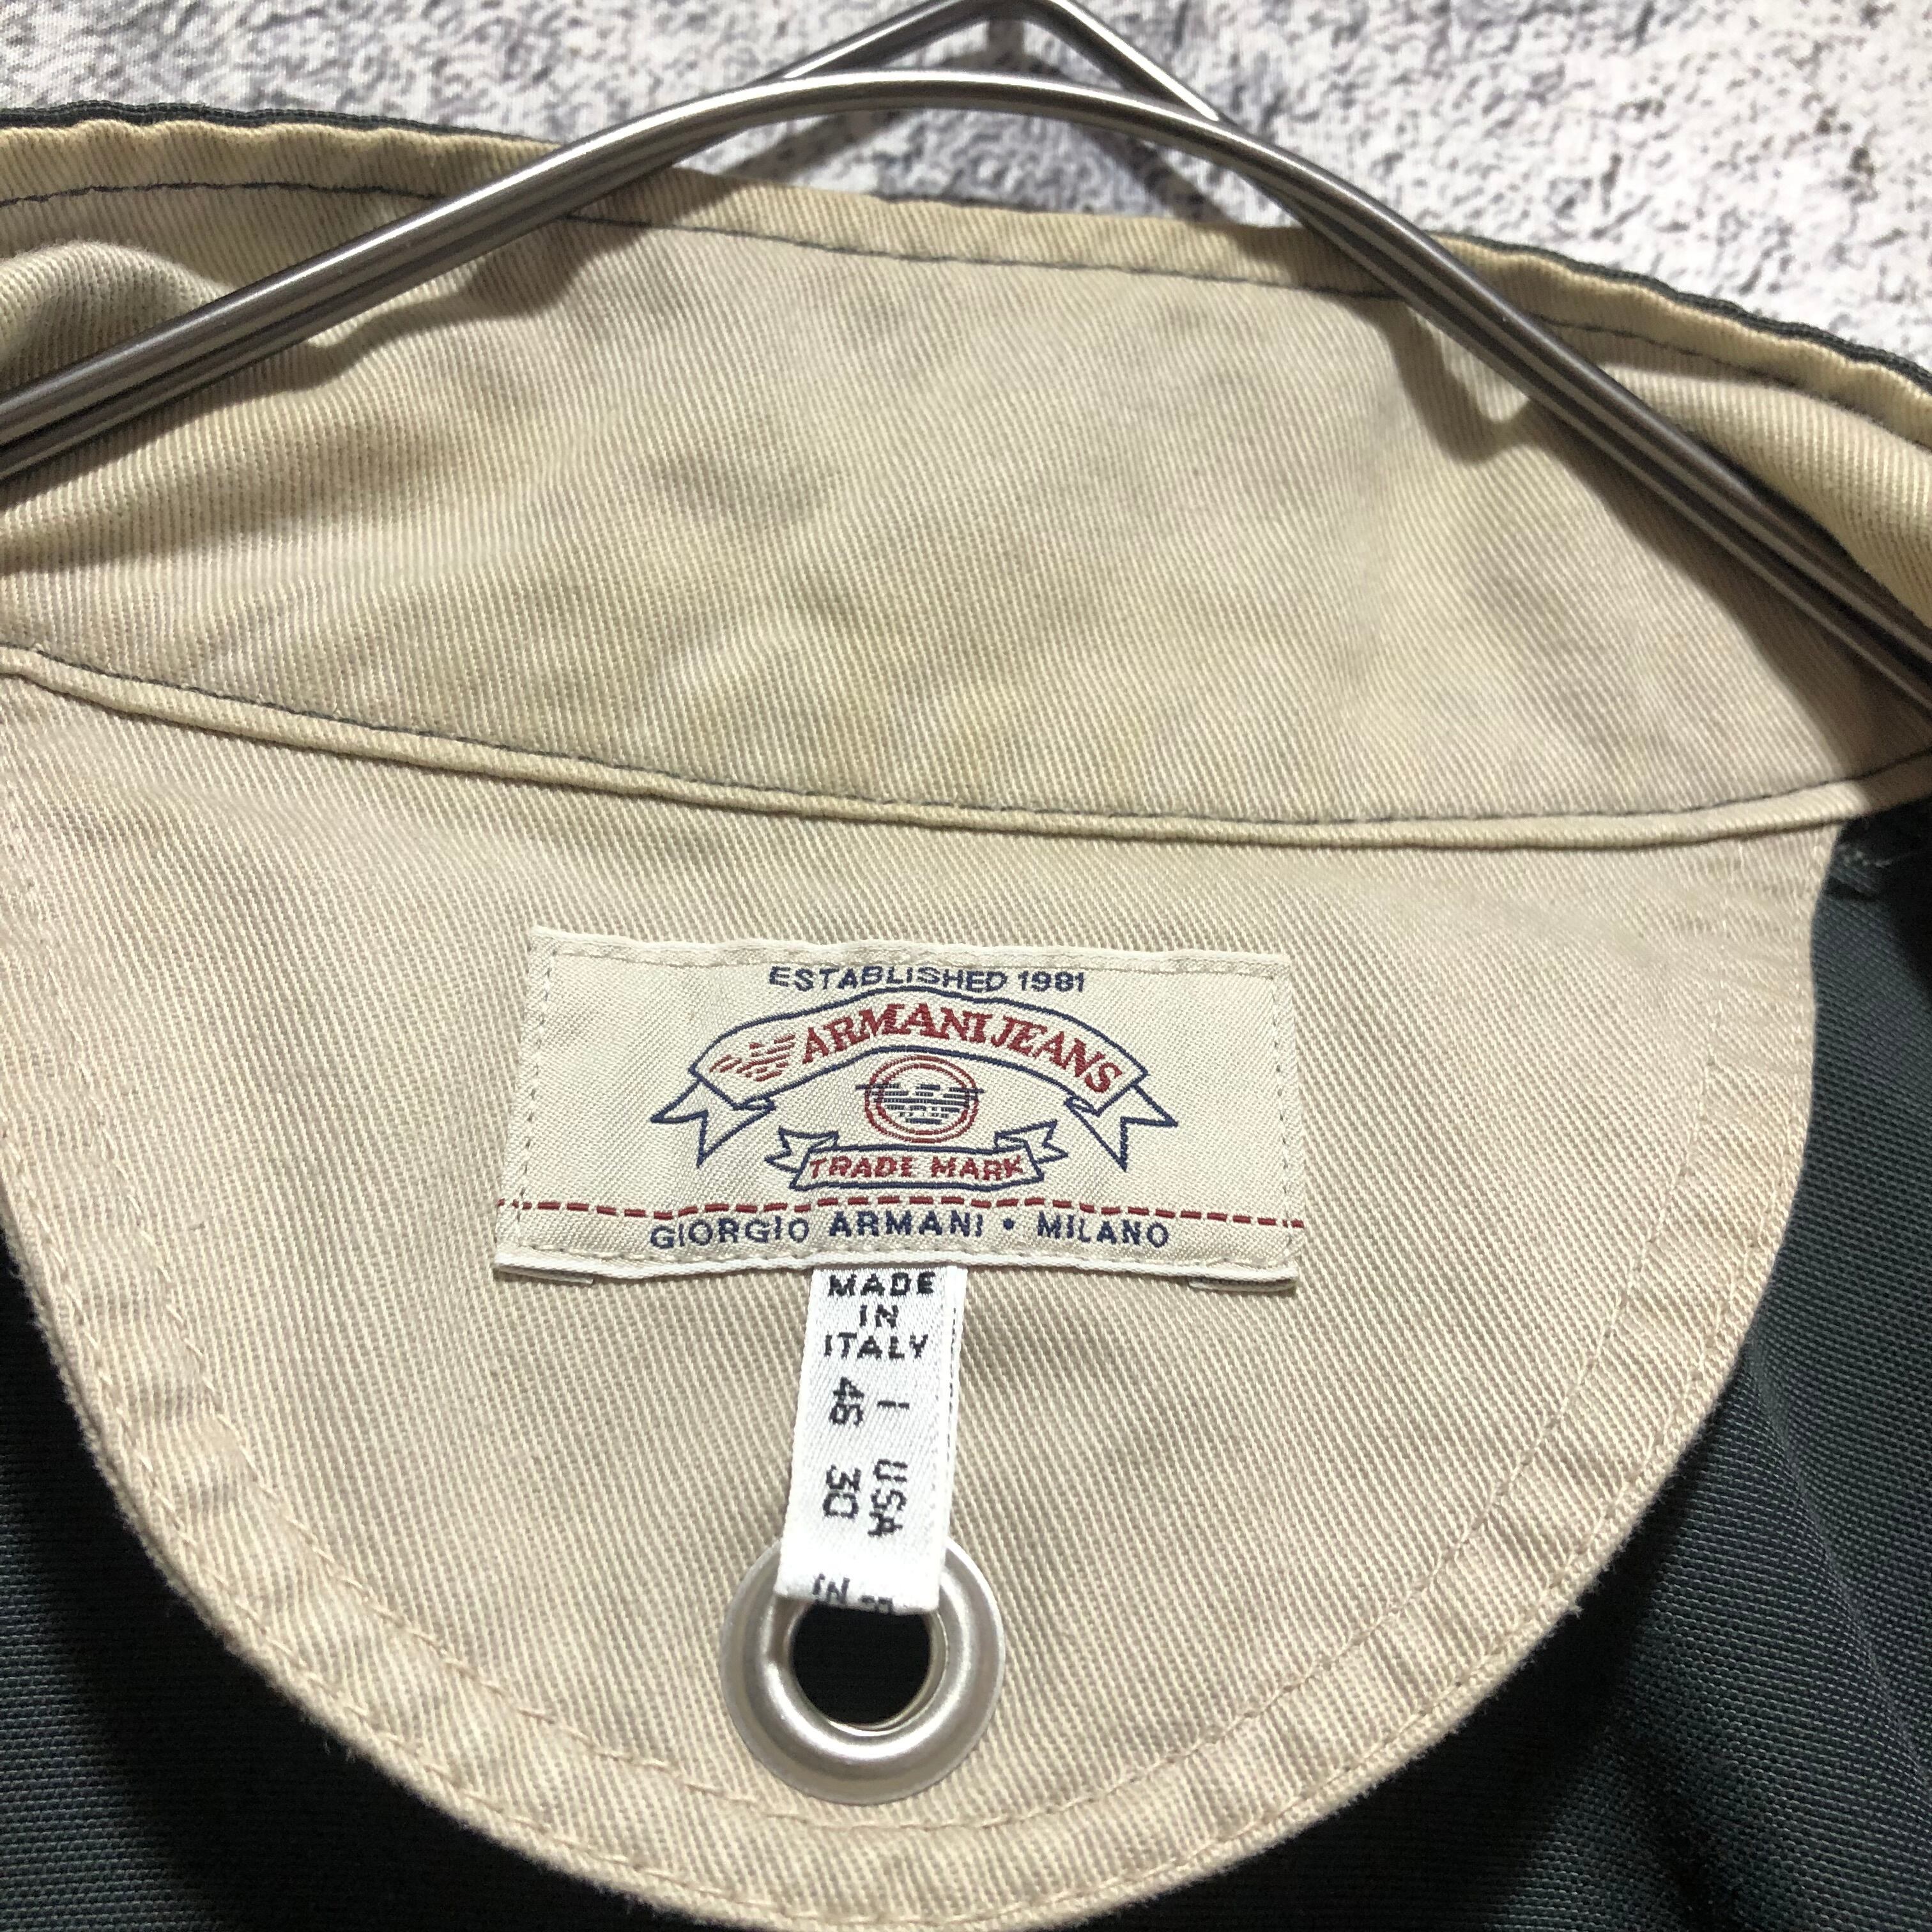 ESTABLISHED 1981
ARMANI JEANS
TRADE MARK
GIORGIO ARMANI • MILANO
MADE
IN
ITALY
I USA
46 30